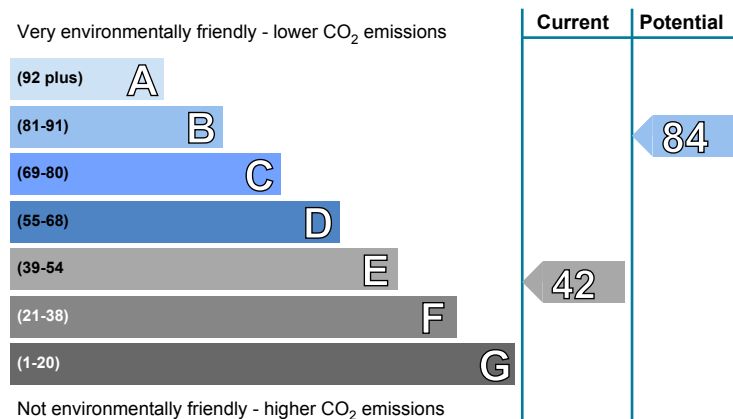 Very environmentally friendly - lower CO₂ emissions
Current
Potential
(92 plus) A
(81-91) B
84
(69-80) C
(55-68) D
(39-54 E
42
(21-38) F
(1-20) G
Not environmentally friendly - higher CO₂ emissions